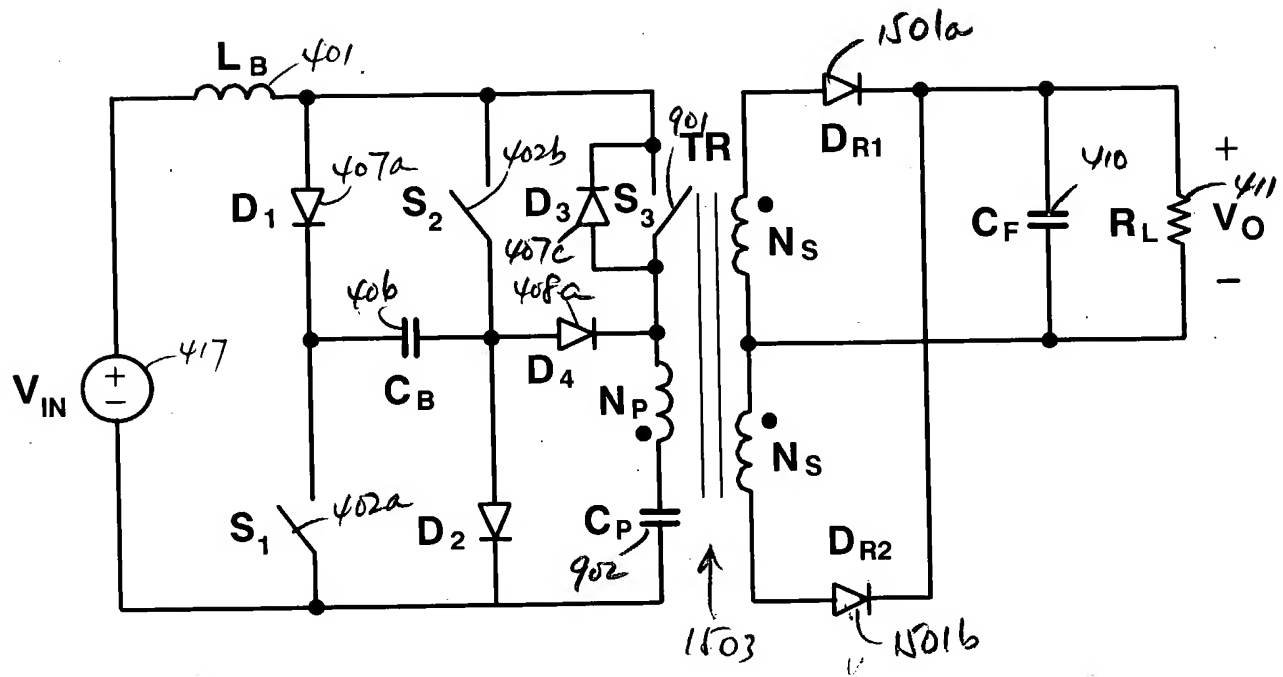 1501a
L B 401
901
TR
D R1
407a
402b
+
410
411
D 1
S 2
D 3
S 3
N S
C F
R L
V O
407c
−
406
408a
417
+
−
V IN
C B
D 4
N P
N S
S 1
402a
D 2
C P
902
D R2
1503
1501b